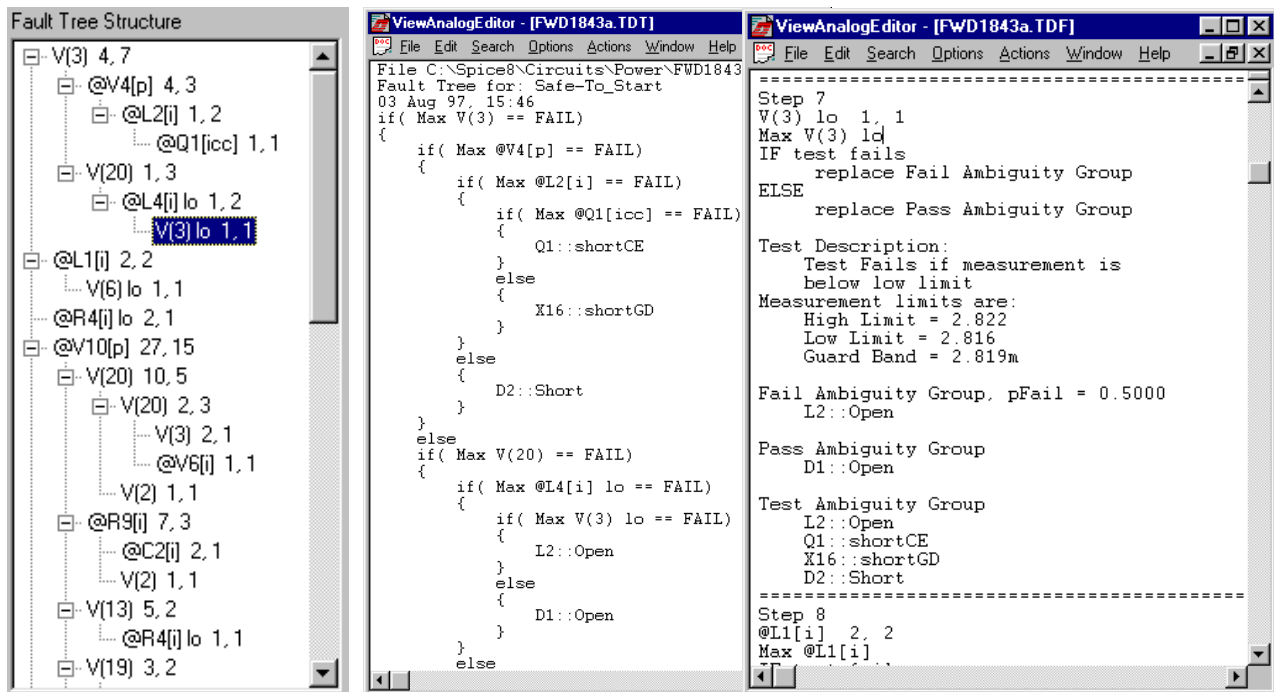 Fault Tree Structure
V(3) 4, 7
@V4[p] 4, 3
@L2[i] 1, 2
@Q1[icc] 1, 1
V(20) 1, 3
@L4[i] lo 1, 2
V(3) lo 1, 1
@L1[i] 2, 2
V(6) lo 1, 1
@R4[i] lo 2, 1
@V10[p] 27, 15
V(20) 10, 5
V(20) 2, 3
V(3) 2, 1
@V6[i] 1, 1
V(2) 1, 1
@R9[i] 7, 3
@C2[i] 2, 1
V(2) 1, 1
V(13) 5, 2
@R4[i] lo 1, 1
V(19) 3, 2
ViewAnalogEditor - [FWD1843a.TDT]
File Edit Search Options Actions Window Help
File C:\Spice8\Circuits\Power\FWD1843
Fault Tree for: Safe-To_Start
03 Aug 97, 15:46
if( Max V(3) == FAIL)
{
if( Max @V4[p] == FAIL)
{
if( Max @L2[i] == FAIL)
{
if( Max @Q1[icc] == FAIL)
{
Q1::shortCE
}
else
{
X16::shortGD
}
}
else
{
D2::Short
}
}
else
if( Max V(20) == FAIL)
{
if( Max @L4[i] lo == FAIL)
{
if( Max V(3) lo == FAIL)
{
L2::Open
}
else
{
D1::Open
}
}
else
ViewAnalogEditor - [FWD1843a.TDF]
File Edit Search Options Actions Window Help
==============================================
Step 7
V(3) lo 1, 1
Max V(3) lo
IF test fails
replace Fail Ambiguity Group
ELSE
replace Pass Ambiguity Group
Test Description:
Test Fails if measurement is
below low limit
Measurement limits are:
High Limit = 2.822
Low Limit = 2.816
Guard Band = 2.819m
Fail Ambiguity Group, pFail = 0.5000
L2::Open
Pass Ambiguity Group
D1::Open
Test Ambiguity Group
L2::Open
Q1::shortCE
X16::shortGD
D2::Short
==============================================
Step 8
@L1[i] 2, 2
Max @L1[i]